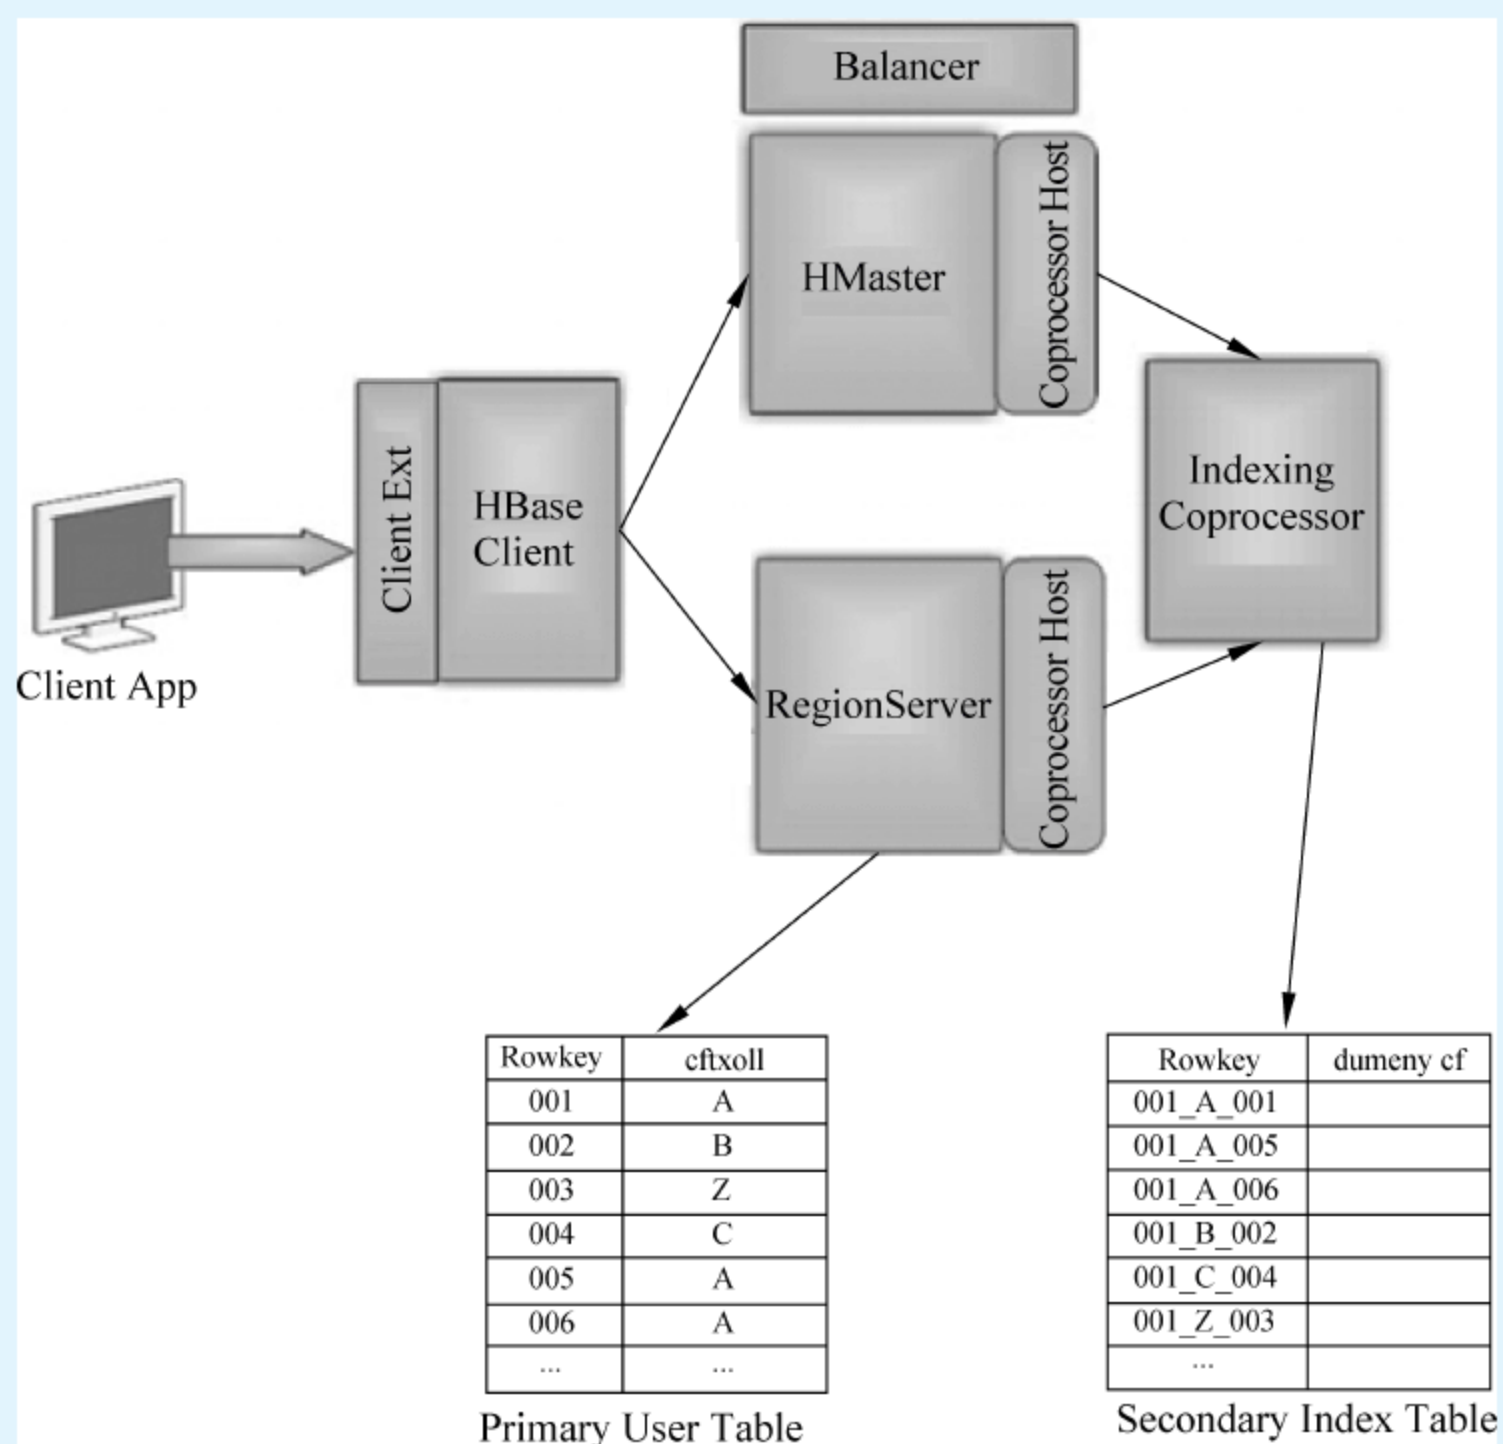 Balancer
HMaster
Coprocessor Host
Client Ext
HBase
Client
Indexing
Coprocessor
Client App
RegionServer
Coprocessor Host
Rowkey cftxoll
001 A
002 B
003 Z
004 C
005 A
006 A
... ...
Primary User Table
Rowkey dumeny cf
001_A_001
001_A_005
001_A_006
001_B_002
001_C_004
001_Z_003
...
Secondary Index Table